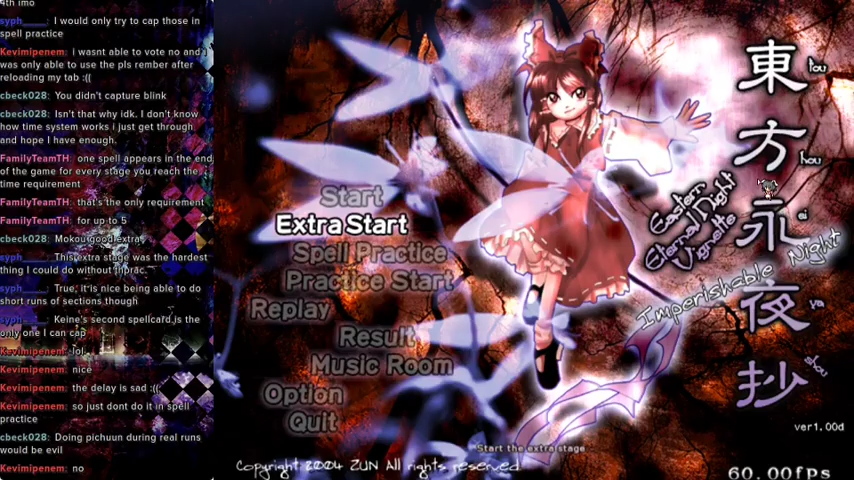 4th imo
syph_____: I would only try to cap those in
spell practice
Kevimipenem: i wasnt able to vote no and i
was only able to use the pls rember after
reloading my tab :((
cbeck028: You didn't capture blink
cbeck028: Isn't that why idk. I don't know
how time system works i just get through
and hope I have enough.
FamilyTeamTH: one spell appears in the end
of the game for every stage you reach the
time requirement
FamilyTeamTH: that's the only requirement
FamilyTeamTH: for up to 5
cbeck028: Mokou good extra
syph_____: This extra stage was the hardest
thing I could do without thprac.
syph_____: True, it is nice being able to do
short runs of sections though
syph_____: Keine's second spellcard is the
only one I can cap
Kevimipenem: lol
Kevimipenem: nice
Kevimipenem: the delay is sad :((
Kevimipenem: so just dont do it in spell
practice
cbeck028: Doing pichuun during real runs
would be evil
Kevimipenem: no
Start
Extra Start
Spell Practice
Practice Start
Replay
Result
Music Room
Option
Quit
Start the extra stage
Copyright 2004 ZUN All rights reserved.
東方永夜抄
tou
hou
ei
ya
shou
Eastern
Eternal Night
Vignette
Imperishable Night
ver1.00d
60.00fps